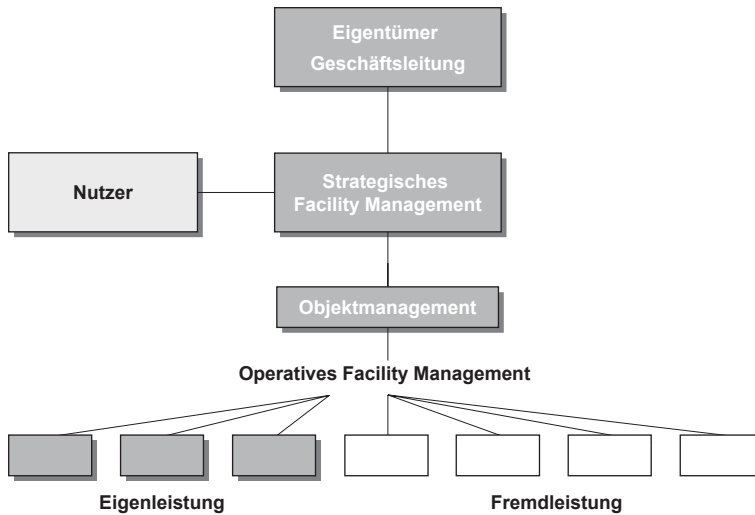 Eigentümer
Geschäftsleitung
Nutzer
Strategisches
Facility Management
Objektmanagement
Operatives Facility Management
Eigenleistung
Fremdleistung